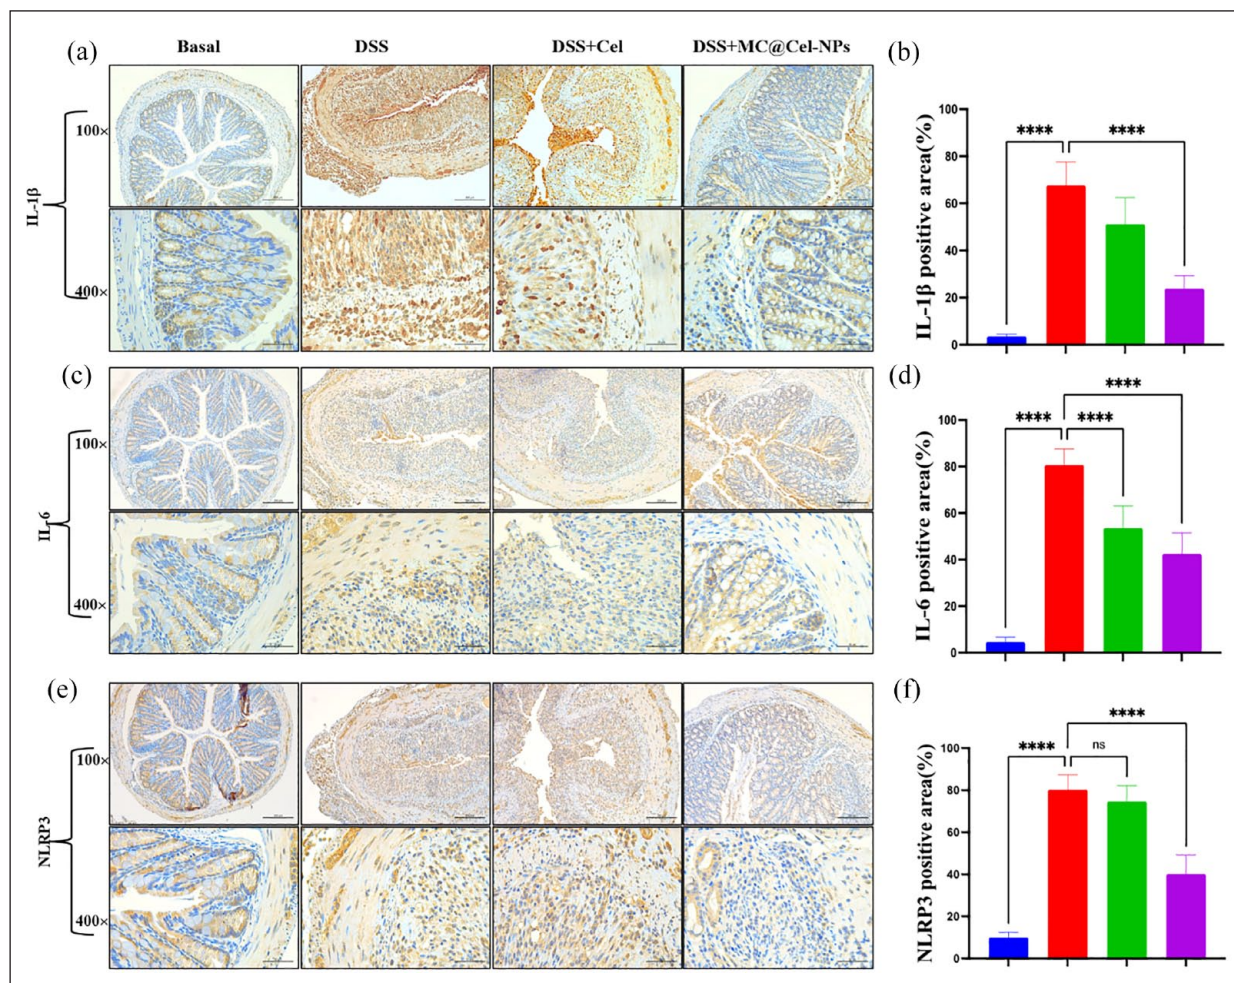 (a) Basal DSS DSS+Cel DSS+MC@Cel-NPs (b)
IL-1β
100×
400×
IL-1β positive area(%)
100
80
60
40
20
0
**** ****
(c) (d)
IL-6
100×
400×
IL-6 positive area(%)
100
80
60
40
20
0
****
**** ****
(e) (f)
NLRP3
100×
400×
NLRP3 positive area(%)
100
80
60
40
20
0
****
**** ns